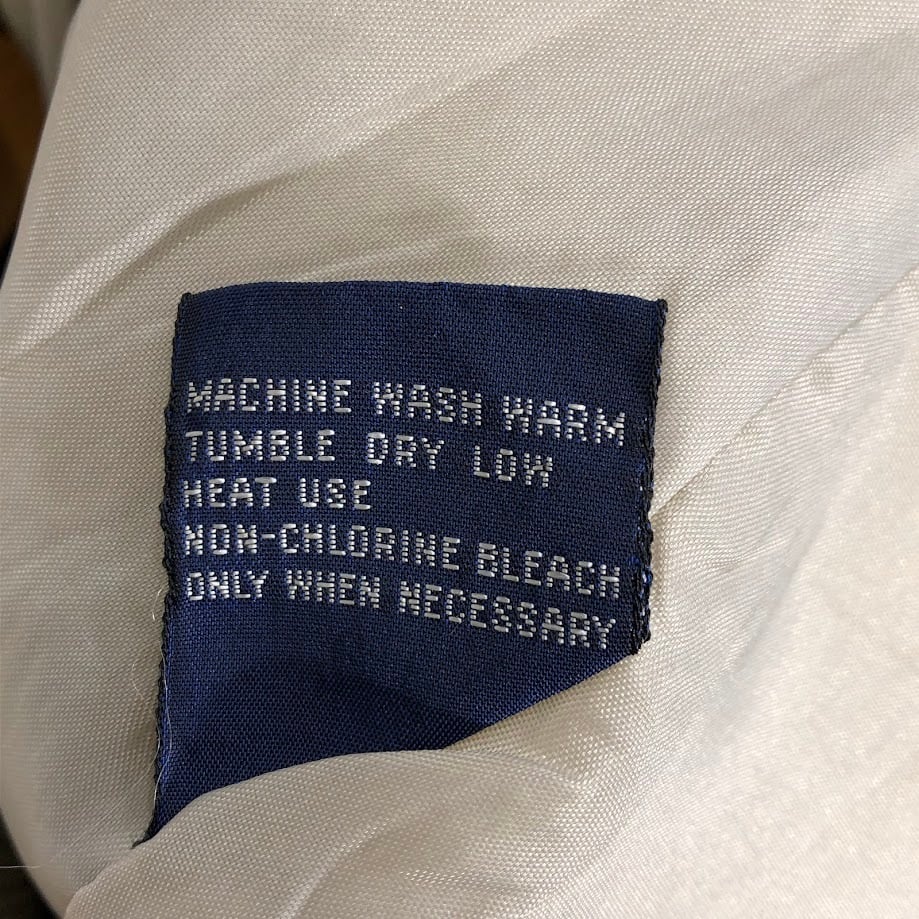 MACHINE WASH WARM
TUMBLE DRY LOW
HEAT USE
NON-CHLORINE BLEACH
ONLY WHEN NECESSARY